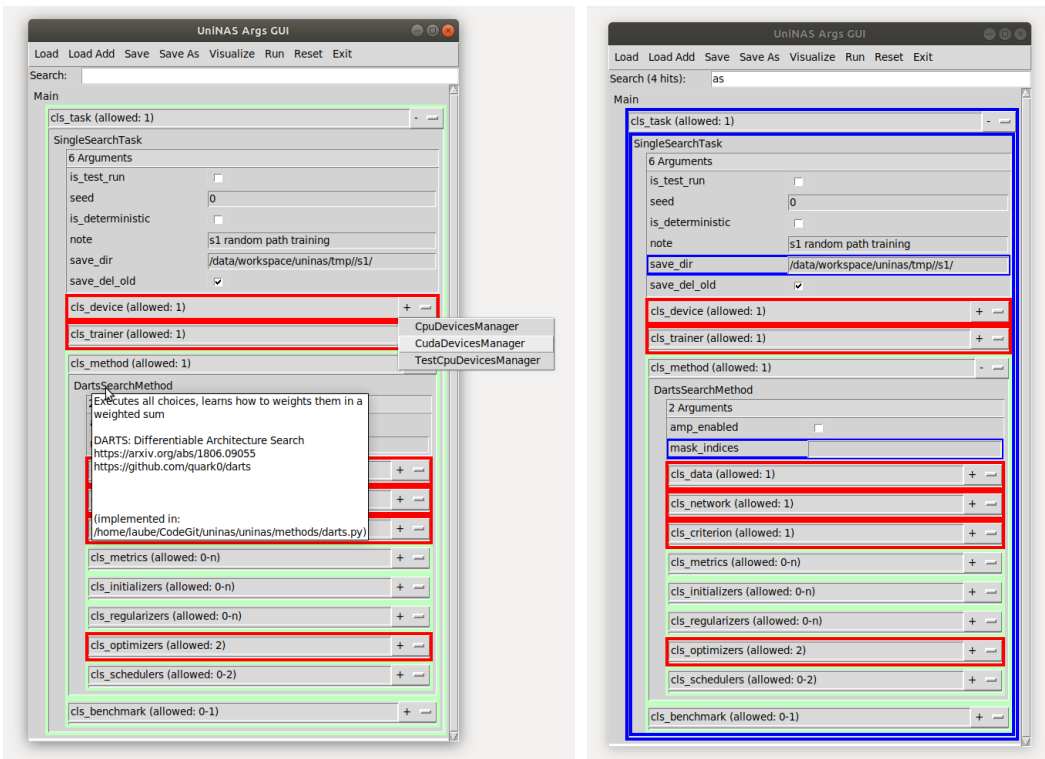 UniNAS Args GUI
Load Load Add Save Save As Visualize Run Reset Exit
Search:
Main
cls_task (allowed: 1) -
SingleSearchTask
6 Arguments
is_test_run
seed 0
is_deterministic
note s1 random path training
save_dir /data/workspace/uninas/tmp//s1/
save_del_old
cls_device (allowed: 1) +
CpuDevicesManager
CudaDevicesManager
TestCpuDevicesManager
cls_trainer (allowed: 1)
cls_method (allowed: 1)
DartsSearchMethod
Executes all choices, learns how to weights them in a
weighted sum
DARTS: Differentiable Architecture Search
https://arxiv.org/abs/1806.09055
https://github.com/quark0/darts
(implemented in:
/home/laube/CodeGit/uninas/uninas/methods/darts.py)
+
+
+
cls_metrics (allowed: 0-n) +
cls_initializers (allowed: 0-n) +
cls_regularizers (allowed: 0-n) +
cls_optimizers (allowed: 2) +
cls_schedulers (allowed: 0-2) +
cls_benchmark (allowed: 0-1) +
UniNAS Args GUI
Load Load Add Save Save As Visualize Run Reset Exit
Search (4 hits): as
Main
cls_task (allowed: 1) -
SingleSearchTask
6 Arguments
is_test_run
seed 0
is_deterministic
note s1 random path training
save_dir /data/workspace/uninas/tmp//s1/
save_del_old
cls_device (allowed: 1) +
cls_trainer (allowed: 1) +
cls_method (allowed: 1) -
DartsSearchMethod
2 Arguments
amp_enabled
mask_indices
cls_data (allowed: 1) +
cls_network (allowed: 1) +
cls_criterion (allowed: 1) +
cls_metrics (allowed: 0-n) +
cls_initializers (allowed: 0-n) +
cls_regularizers (allowed: 0-n) +
cls_optimizers (allowed: 2) +
cls_schedulers (allowed: 0-2) +
cls_benchmark (allowed: 0-1) +